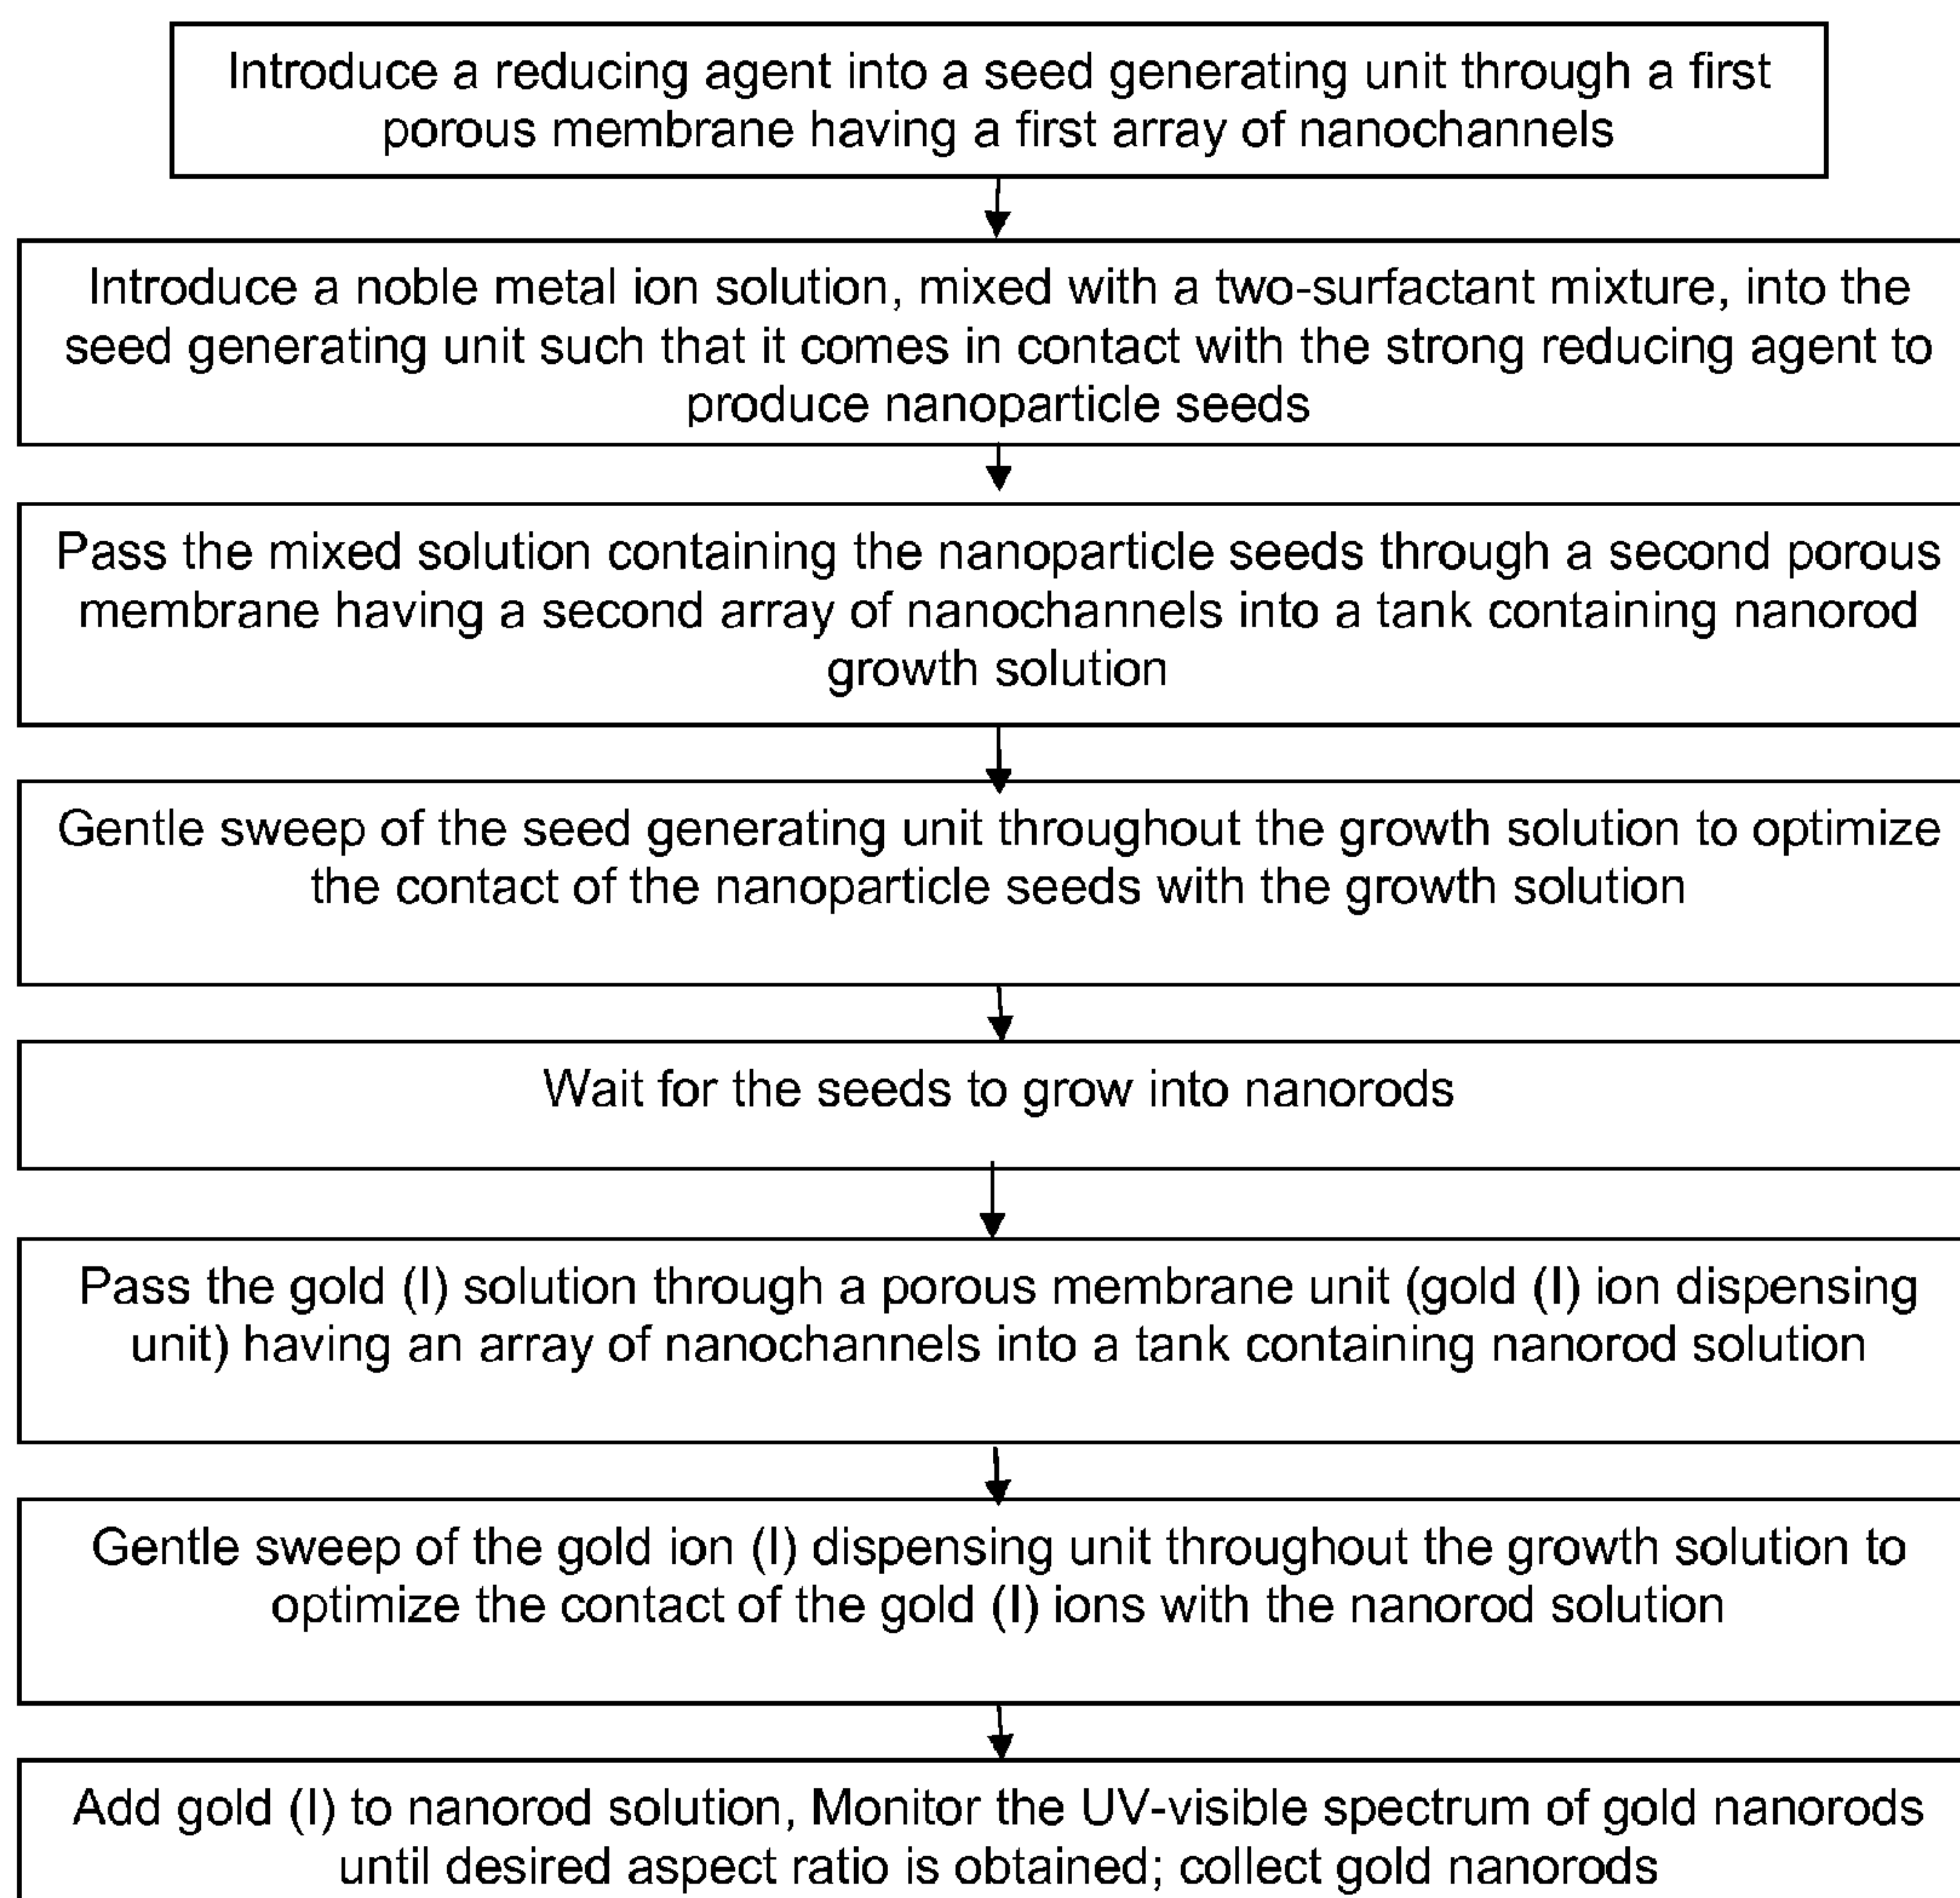 Introduce a reducing agent into a seed generating unit through a first
porous membrane having a first array of nanochannels
Introduce a noble metal ion solution, mixed with a two-surfactant mixture, into the
seed generating unit such that it comes in contact with the strong reducing agent to
produce nanoparticle seeds
Pass the mixed solution containing the nanoparticle seeds through a second porous
membrane having a second array of nanochannels into a tank containing nanorod
growth solution
Gentle sweep of the seed generating unit throughout the growth solution to optimize
the contact of the nanoparticle seeds with the growth solution
Wait for the seeds to grow into nanorods
Pass the gold (I) solution through a porous membrane unit (gold (I) ion dispensing
unit) having an array of nanochannels into a tank containing nanorod solution
Gentle sweep of the gold ion (I) dispensing unit throughout the growth solution to
optimize the contact of the gold (I) ions with the nanorod solution
Add gold (I) to nanorod solution, Monitor the UV-visible spectrum of gold nanorods
until desired aspect ratio is obtained; collect gold nanorods